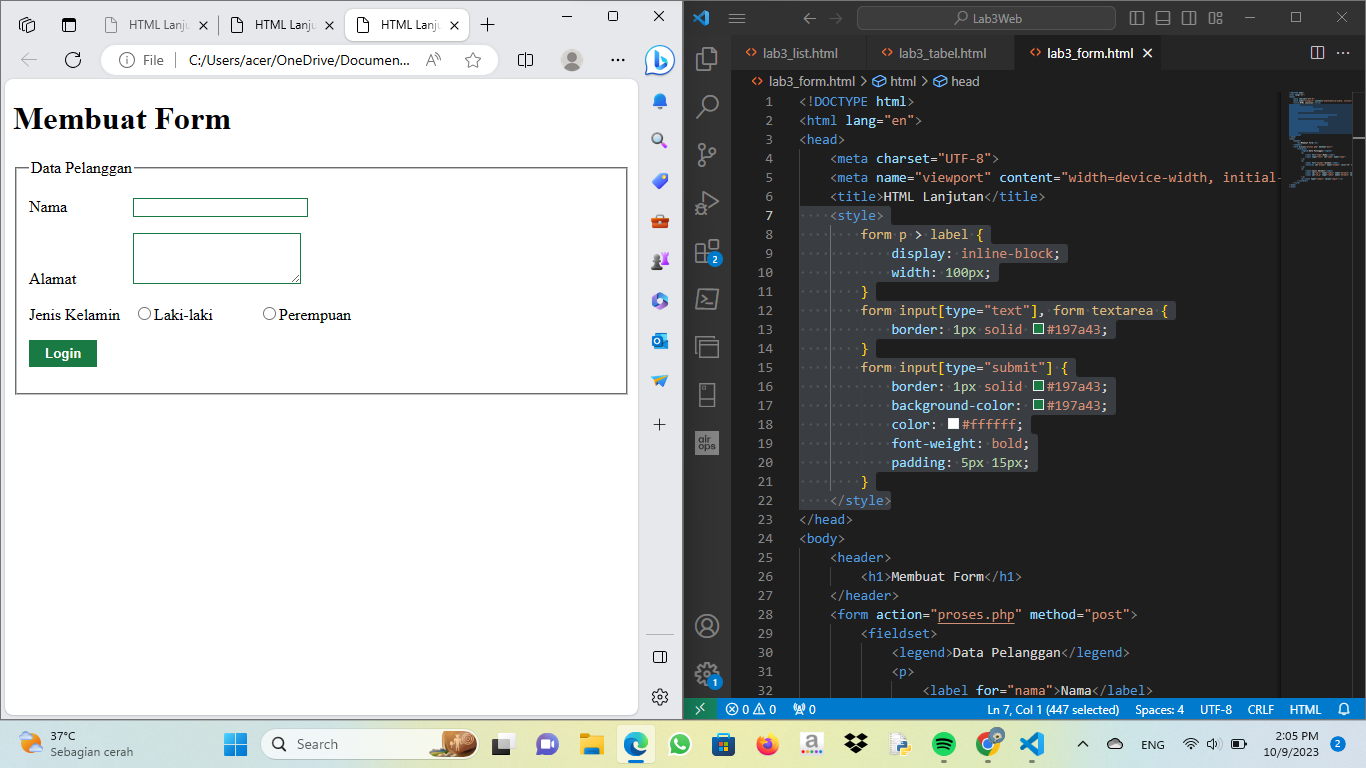 HTML Lanju
HTML Lanju
HTML Lanju
File
C:/Users/acer/OneDrive/Documen...
Membuat Form
Data Pelanggan
Nama
Alamat
Jenis Kelamin
Laki-laki
Perempuan
Login
Lab3Web
lab3_list.html
lab3_tabel.html
lab3_form.html
lab3_form.html > html > head
1 <!DOCTYPE html>
2 <html lang="en">
3 <head>
4 <meta charset="UTF-8">
5 <meta name="viewport" content="width=device-width, initial-
6 <title>HTML Lanjutan</title>
7 <style>
8 form p > label {
9 display: inline-block;
10 width: 100px;
11 }
12 form input[type="text"], form textarea {
13 border: 1px solid #197a43;
14 }
15 form input[type="submit"] {
16 border: 1px solid #197a43;
17 background-color: #197a43;
18 color: #ffffff;
19 font-weight: bold;
20 padding: 5px 15px;
21 }
22 </style>
23 </head>
24 <body>
25 <header>
26 <h1>Membuat Form</h1>
27 </header>
28 <form action="proses.php" method="post">
29 <fieldset>
30 <legend>Data Pelanggan</legend>
31 <p>
32 <label for="nama">Nama</label>
2
air
ops
1
0 0
0
Ln 7, Col 1 (447 selected)
Spaces: 4
UTF-8
CRLF
HTML
37°C
Sebagian cerah
Search
ENG
2:05 PM
10/9/2023
2